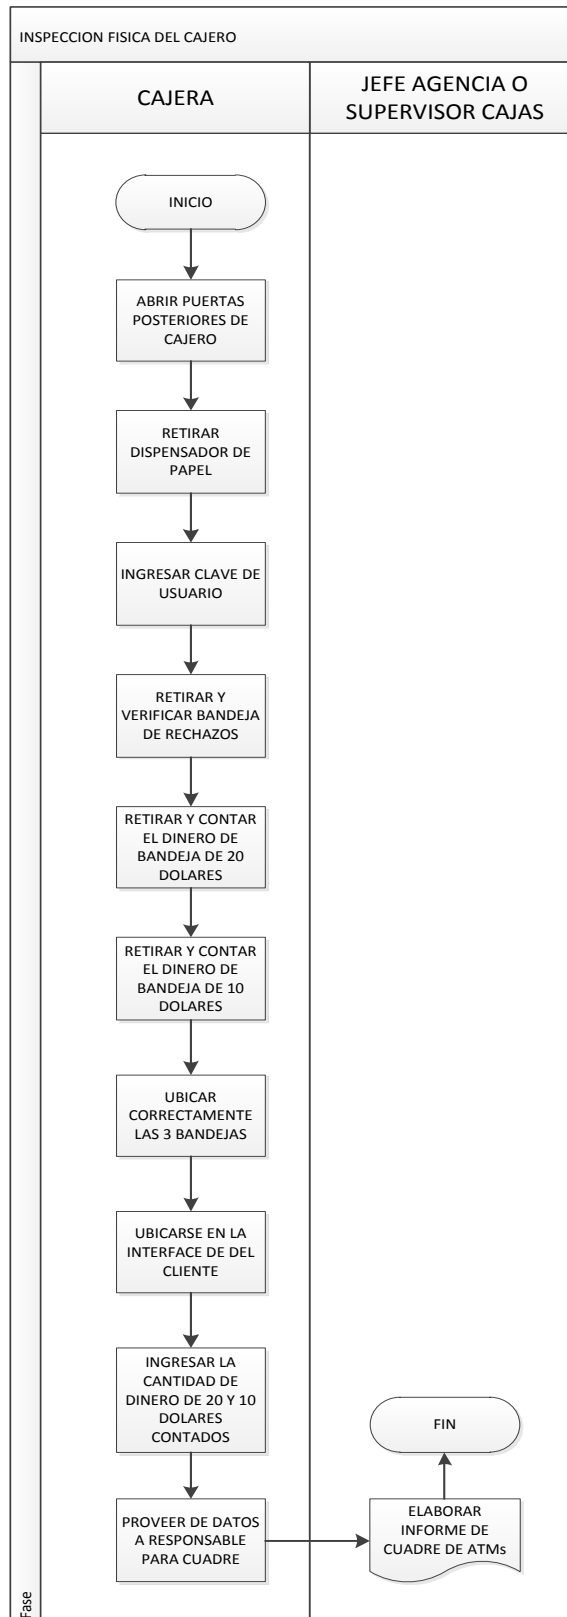 INSPECCION FISICA DEL CAJERO
CAJERA
JEFE AGENCIA O
SUPERVISOR CAJAS
INICIO
ABRIR PUERTAS
POSTERIORES DE
CAJERO
RETIRAR
DISPENSADOR DE
PAPEL
INGRESAR CLAVE DE
USUARIO
RETIRAR Y
VERIFICAR BANDEJA
DE RECHAZOS
RETIRAR Y CONTAR
EL DINERO DE
BANDEJA DE 20
DOLARES
RETIRAR Y CONTAR
EL DINERO DE
BANDEJA DE 10
DOLARES
UBICAR
CORRECTAMENTE
LAS 3 BANDEJAS
UBICARSE EN LA
INTERFACE DE DEL
CLIENTE
INGRESAR LA
CANTIDAD DE
DINERO DE 20 Y 10
DOLARES
CONTADOS
PROVEER DE DATOS
A RESPONSABLE
PARA CUADRE
ELABORAR
INFORME DE
CUADRE DE ATMs
FIN
Fase